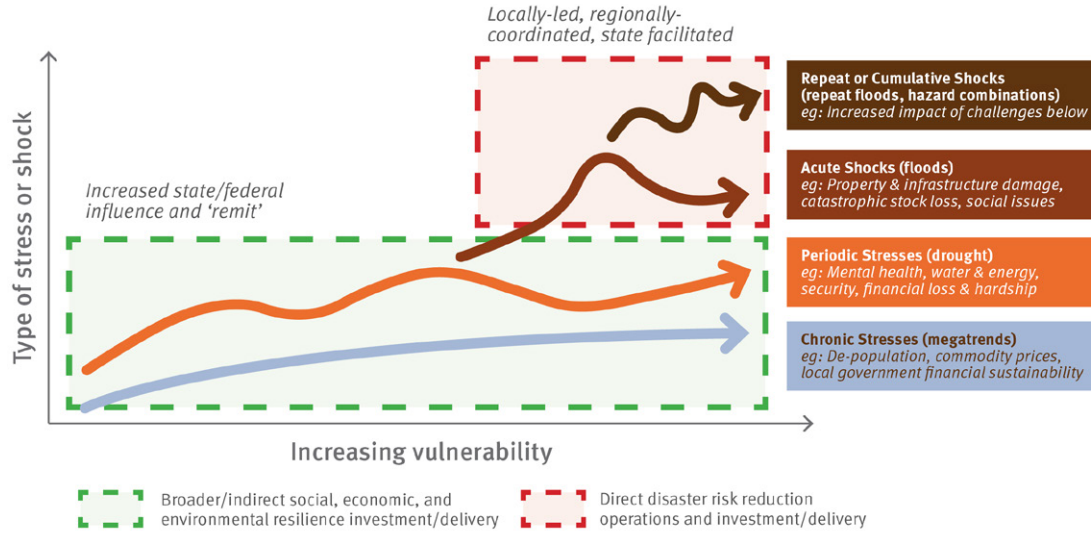 Locally-led, regionally-
coordinated, state facilitated
Increased state/federal
influence and ‘remit’
Type of stress or shock
Increasing vulnerability
Repeat or Cumulative Shocks
(repeat floods, hazard combinations)
eg: Increased impact of challenges below
Acute Shocks (floods)
eg: Property & infrastructure damage,
catastrophic stock loss, social issues
Periodic Stresses (drought)
eg: Mental health, water & energy,
security, financial loss & hardship
Chronic Stresses (megatrends)
eg: De-population, commodity prices,
local government financial sustainability
Broader/indirect social, economic, and
environmental resilience investment/delivery
Direct disaster risk reduction
operations and investment/delivery